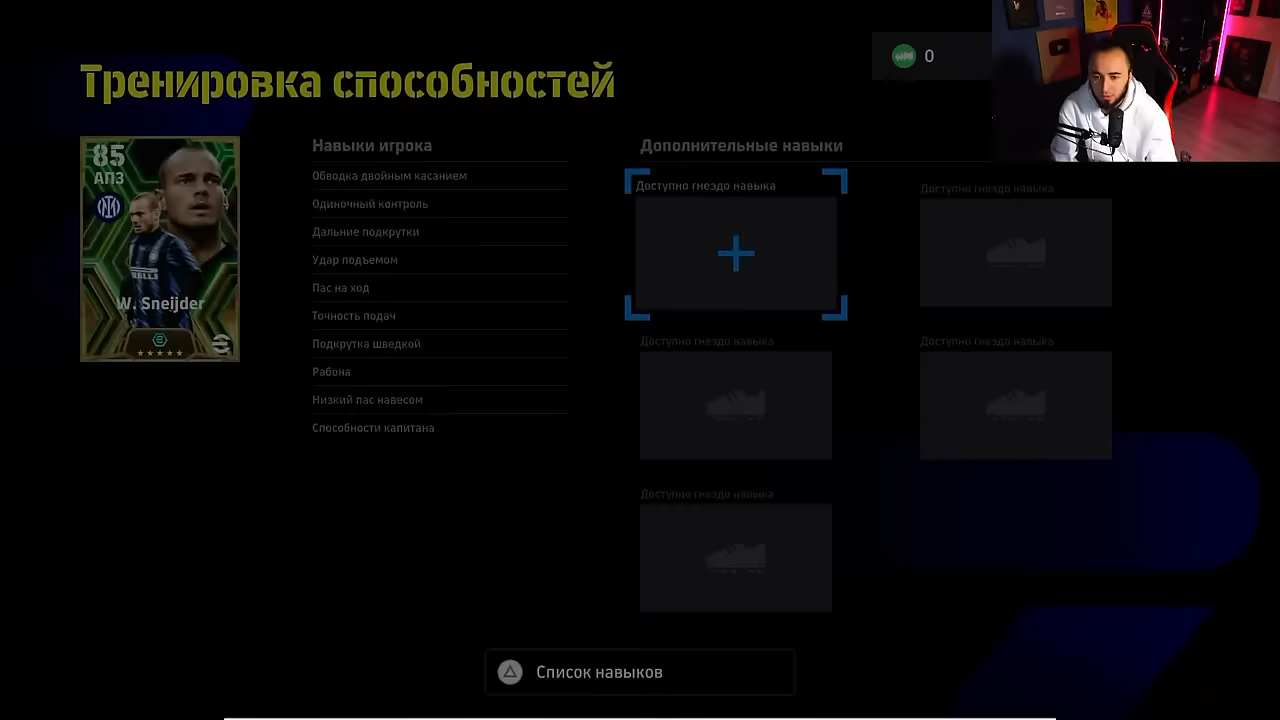 Тренировка способностей
0
85
АПЗ
W. Sneijder
Навыки игрока
Обводка двойным касанием
Одиночный контроль
Дальние подкрутки
Удар подъемом
Пас на ход
Точность подач
Подкрутка шведкой
Рабона
Низкий пас навесом
Способности капитана
Дополнительные навыки
Доступно гнездо навыка
Доступно гнездо навыка
Доступно гнездо навыка
Доступно гнездо навыка
Доступно гнездо навыка
Список навыков